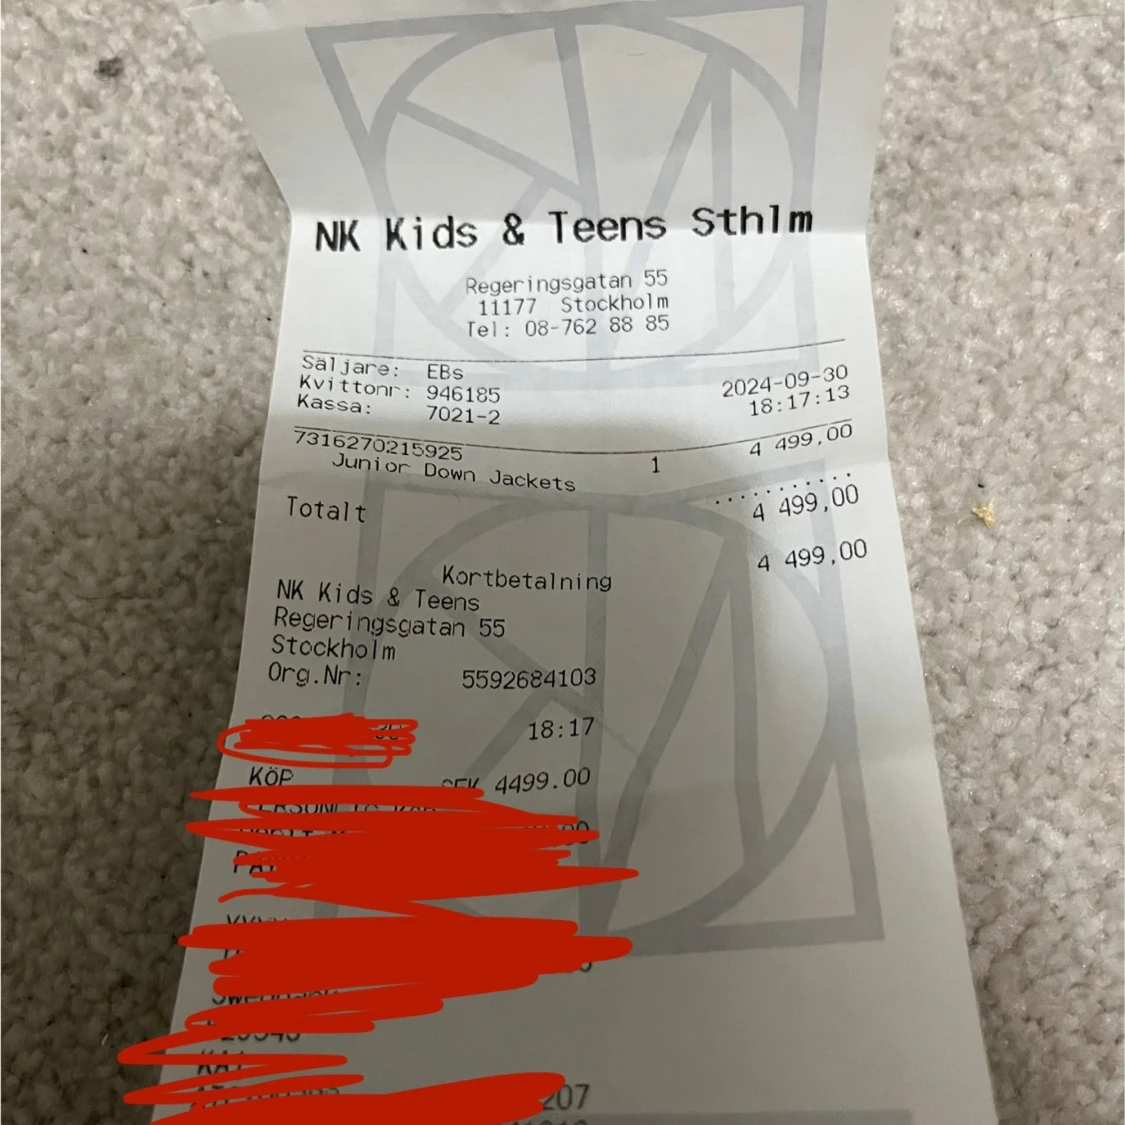 NK Kids & Teens Sthlm
Regeringsgatan 55
11177 Stockholm
Tel: 08-762 88 85
Säljare: EBs
Kvittonr: 946185 2024-09-30
Kassa: 7021-2 18:17:13
7316270215925 1 4 499,00
Junior Down Jackets
..........
Totalt 4 499,00
Kortbetalning 4 499,00
NK Kids & Teens
Regeringsgatan 55
Stockholm
Org.Nr: 5592684103
18:17
KÖP SEK 4499.00
207